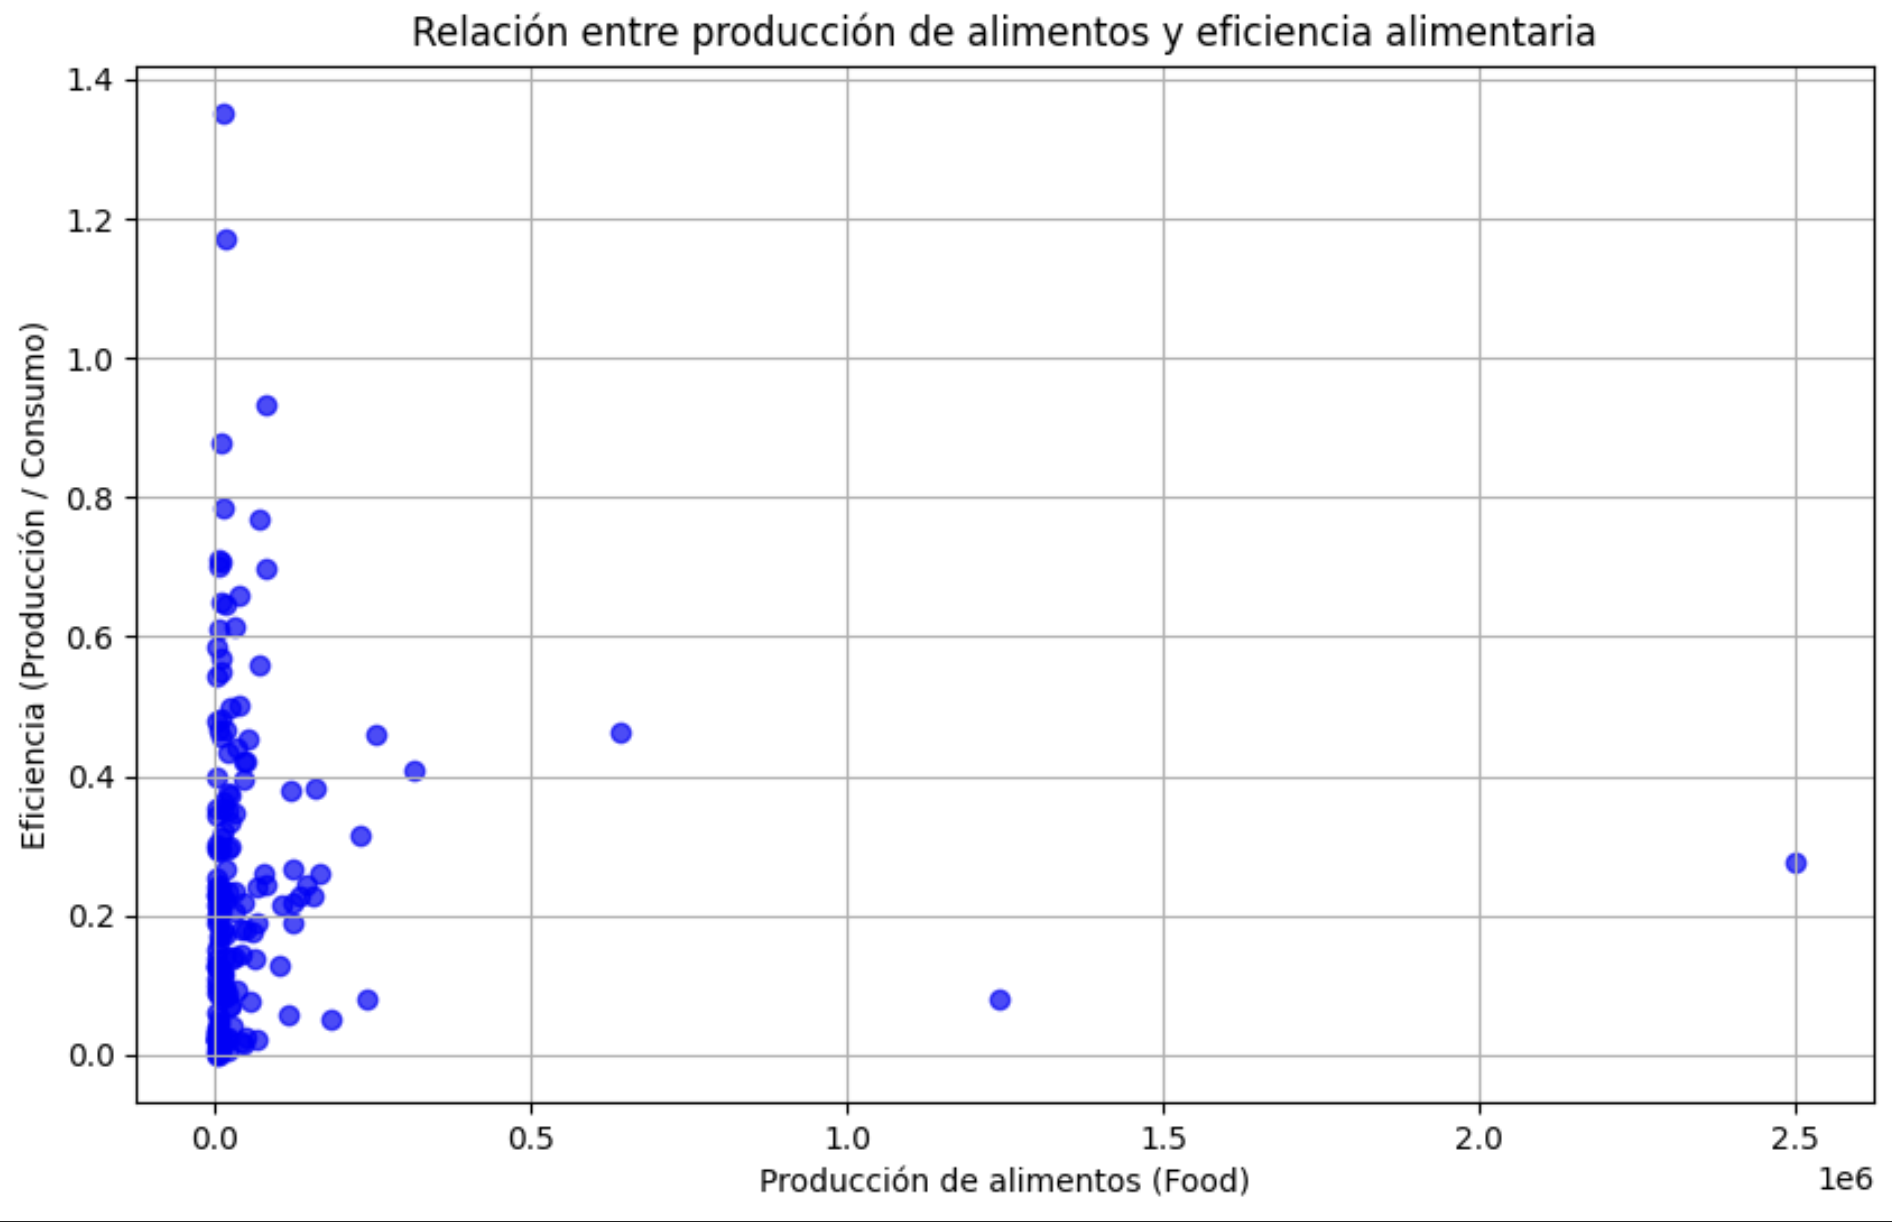 Relación entre producción de alimentos y eficiencia alimentaria
1.4
1.2
1.0
0.8
0.6
0.4
0.2
0.0
Eficiencia (Producción / Consumo)
0.0 0.5 1.0 1.5 2.0 2.5
1e6
Producción de alimentos (Food)